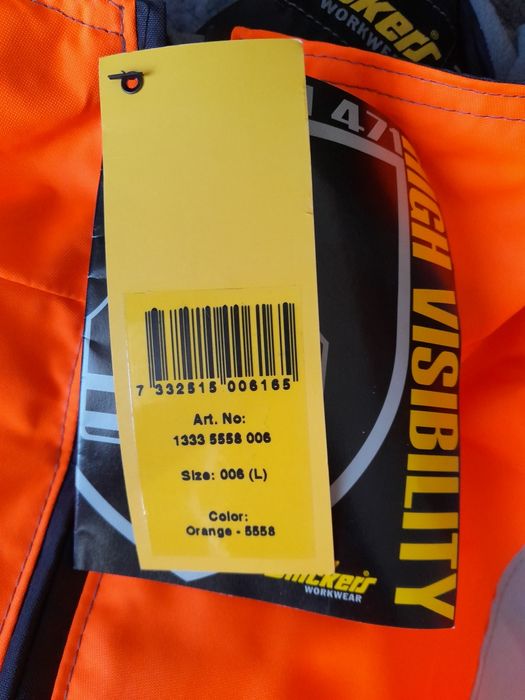 WORKWEAR
471
HIGH VISIBILITY
7 332515 006165
Art. No:
1333 5558 006
Size: 006 (L)
Color:
Orange - 5558
WORKWEAR